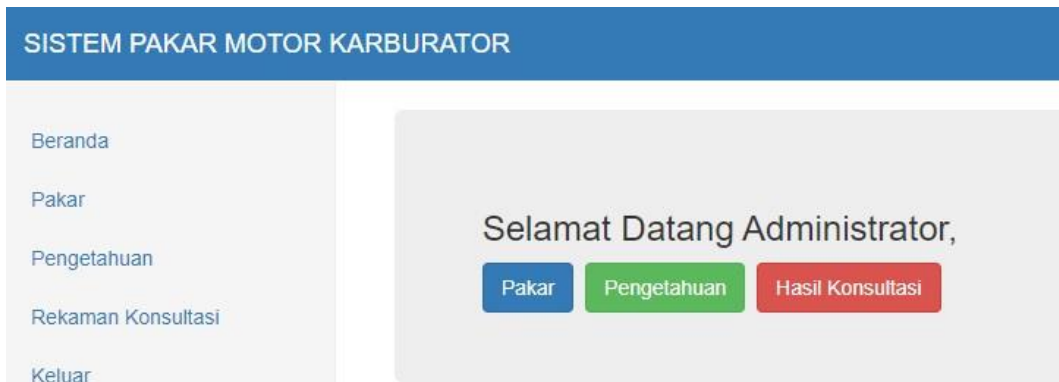 SISTEM PAKAR MOTOR KARBURATOR
Beranda
Pakar
Pengetahuan
Rekaman Konsultasi
Keluar
Selamat Datang Administrator,
Pakar Pengetahuan Hasil Konsultasi